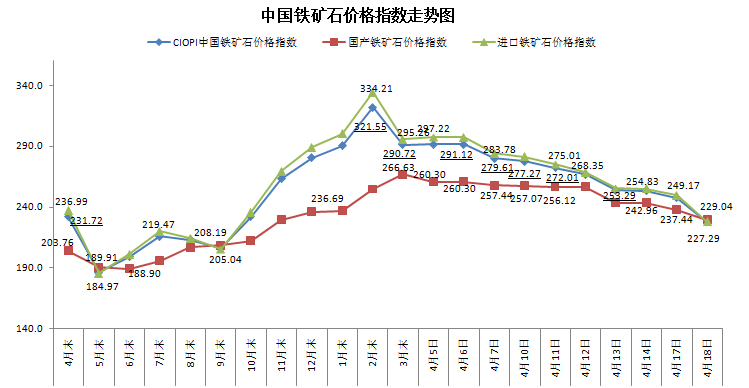 中国铁矿石价格指数走势图
CIOPI中国铁矿石价格指数 国产铁矿石价格指数 进口铁矿石价格指数
340.0
290.0
240.0
190.0
140.0
236.99
231.72
203.76
189.91
184.97
188.90
219.47
208.19
205.04
236.69
334.21
321.55
295.26
290.72
266.63
297.22
260.30
291.12
260.30
283.78
279.61
257.44
277.27
257.07
275.01
272.01
256.12
268.35
253.29
254.83
242.96
249.17
237.44
229.04
227.29
4月末
5月末
6月末
7月末
8月末
9月末
10月末
11月末
12月末
1月末
2月末
3月末
4月5日
4月6日
4月7日
4月10日
4月11日
4月12日
4月13日
4月14日
4月17日
4月18日